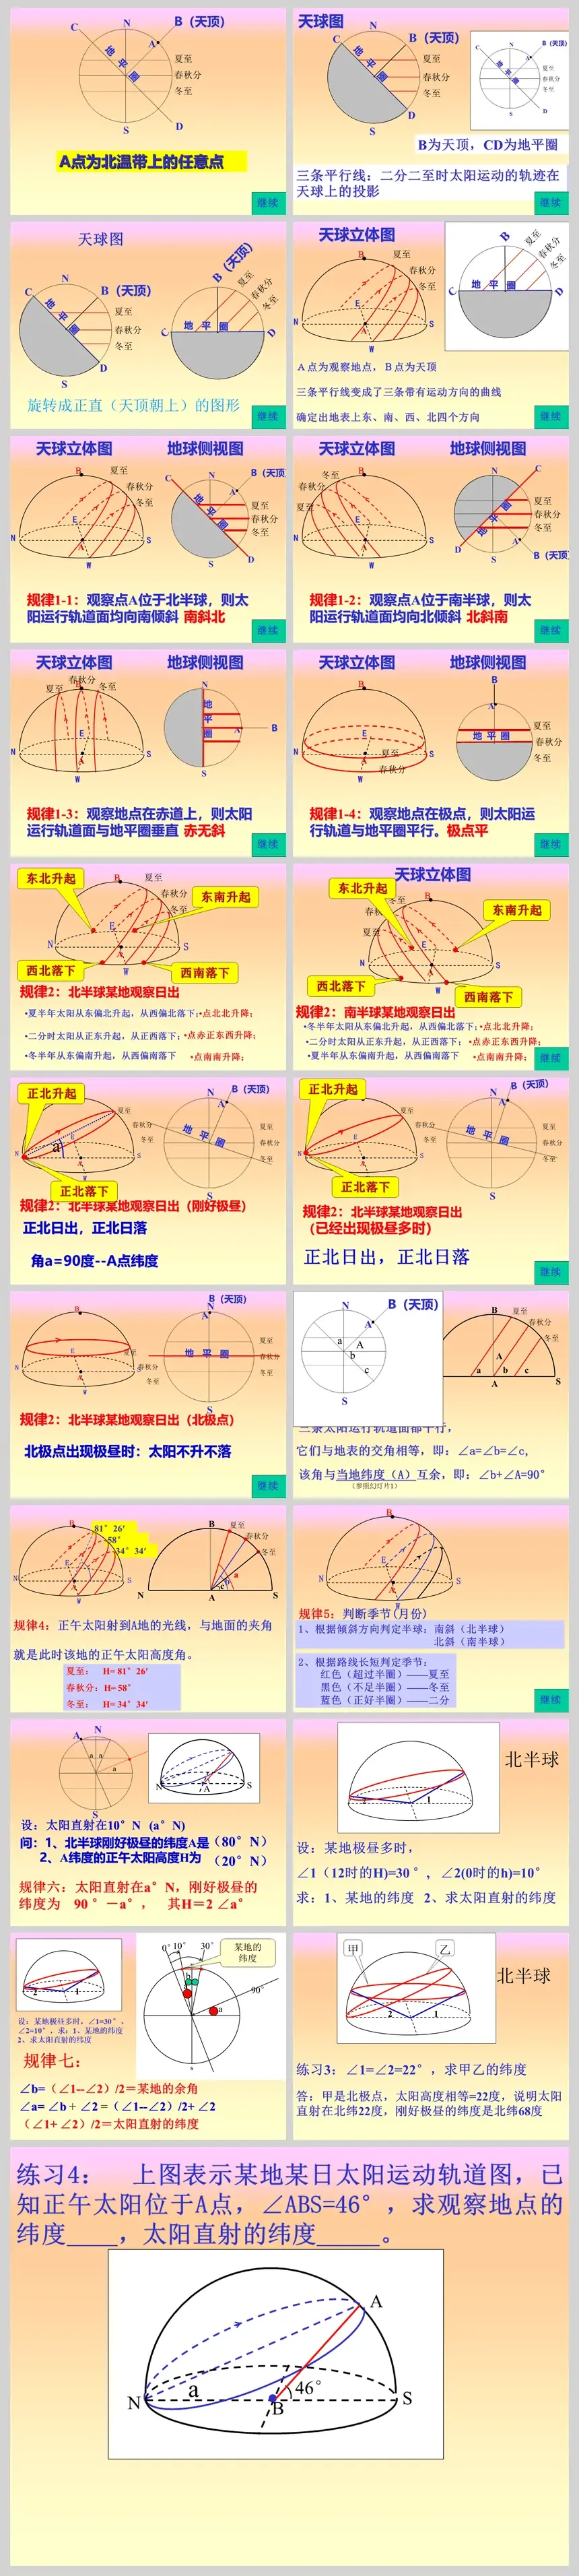 C
N
B（天顶）
A
地平圈
夏至
春秋分
冬至
S
D
A点为北温带上的任意点
继续
天球图
N
B（天顶）
C
地平圈
夏至
春秋分
冬至
D
S
B为天顶，CD为地平圈
三条平行线：二分二至时太阳运动的轨迹在
天球上的投影
继续
天球图
N
B（天顶）
C
地平圈
夏至
春秋分
冬至
D
S
B（天顶）
夏至
春秋分
冬至
C
地平圈
D
旋转成正直（天顶朝上）的图形
继续
天球立体图
B
夏至
春秋分
冬至
E
N
A
S
W
B
夏至
春秋分
冬至
C
地平圈
D
A点为观察地点，B点为天顶
三条平行线变成了三条带有运动方向的曲线
确定出地表上东、南、西、北四个方向
继续
天球立体图
地球侧视图
B
夏至
春秋分
冬至
E
N
A
S
W
C
N
B（天顶
A
地平圈
夏至
春秋分
冬至
S
D
规律1-1：观察点A位于北半球，则太
阳运行轨道面均向南倾斜 南斜北
继续
天球立体图
地球侧视图
冬至
B
春秋分
夏至
E
N
A
S
W
N
C
地平圈
夏至
春秋分
冬至
D
A
S
B（天顶
规律1-2：观察点A位于南半球，则太
阳运行轨道面均向北倾斜 北斜南
继续
天球立体图
地球侧视图
春秋分
夏至
B
冬至
E
N
A
S
W
N
地平圈
A
B
S
规律1-3：观察地点在赤道上，则太阳
运行轨道面与地平圈垂直 赤无斜
继续
天球立体图
地球侧视图
B
E
N
A
夏至
S
W
春秋分
B
A
夏至
地平圈
春秋分
冬至
S
规律1-4：观察地点在极点，则太阳运
行轨道与地平圈平行。极点平
继续
东北升起
B
夏至
春秋分
冬至
东南升起
E
N
A
S
W
西北落下
西南落下
规律2：北半球某地观察日出
•夏半年太阳从东偏北升起，从西偏北落下；•点北北升降；
•二分时太阳从正东升起，从正西落下；•点赤正东西升降；
•冬半年从东偏南升起，从西偏南落下 •点南南升降；
天球立体图
东北升起
B
冬至
春秋
夏至
东南升起
E
N
A
S
W
西北落下
西南落下
规律2：南半球某地观察日出
•冬半年太阳从东偏北升起，从西偏北落下；•点北北升降；
•二分时太阳从正东升起，从正西落下；•点赤正东西升降；
•夏半年从东偏南升起，从西偏南落下 •点南南升降；
继续
正北升起
B
夏至
春秋分
冬至
a
E
N
A
S
W
正北落下
N
B（天顶）
A
地平圈
夏至
春秋分
冬至
S
规律2：北半球某地观察日出（刚好极昼）
正北日出，正北日落
角a=90度--A点纬度
正北升起
B
夏至
春秋分
冬至
E
N
A
S
W
正北落下
N
B（天顶）
A
地平圈
夏至
春秋分
冬至
S
规律2：北半球某地观察日出
（已经出现极昼多时）
正北日出，正北日落
继续
B
E
夏至
N
A
S
春秋分
冬至
W
B（天顶）
N
A
夏至
地平圈
春秋分
冬至
S
规律2：北半球某地观察日出（北极点）
北极点出现极昼时：太阳不升不落
继续
N
B（天顶）
A
a
A
b
c
S
B
夏至
春秋分
冬至
A
a
b
c
A
S
三条太阳运行轨道面都平行，
它们与地表的交角相等，即：∠a=∠b=∠c,
该角与当地纬度（A）互余，即：∠b+∠A=90°
（参照幻灯片1）
B
81° 26′
58°
34° 34′
E
N
A
S
W
B
夏至
春秋分
冬至
a
b
c
N
A
S
规律4：正午太阳射到A地的光线，与地面的夹角
就是此时该地的正午太阳高度角。
夏至： H= 81° 26′
春秋分：H= 58°
冬至： H= 34° 34′
B
E
N
A
S
W
规律5：判断季节(月份)
1、根据倾斜方向判定半球：南斜（北半球）
北斜（南半球）
2、根据路线长短判定季节：
红色（超过半圈）——夏至
黑色（不足半圈）——冬至
蓝色（正好半圈）——二分
继续
A
N
a
a
a
S
N
A
S
设：太阳直射在10°N (a°N)
问：1、北半球刚好极昼的纬度A是（80°N）
2、A纬度的正午太阳高度H为 （20°N）
规律六：太阳直射在a°N，刚好极昼的
纬度为 90 °－a°， 其H＝2 ∠a°
2
1
北半球
设：某地极昼多时，
∠1（12时的H)=30 °， ∠2(0时的h)=10°
求：1、某地的纬度 2、求太阳直射的纬度
2
1
设：某地极昼多时，∠1=30°、
∠2=10°，求：1、某地的纬度
2、求太阳直射的纬度
0° 10° 30°
某地的
纬度
b
90°
a
s
规律七：
∠b=（∠1--∠2）/2=某地的余角
∠a= ∠b + ∠2 =（∠1--∠2）/2+ ∠2
（∠1+ ∠2）/2＝太阳直射的纬度
甲
乙
2
1
北半球
练习3：∠1=∠2=22°，求甲乙的纬度
答：甲是北极点，太阳高度相等=22度，说明太阳
直射在北纬22度，刚好极昼的纬度是北纬68度
练习4： 上图表示某地某日太阳运动轨道图，已
知正午太阳位于A点，∠ABS=46°，求观察地点的
纬度____，太阳直射的纬度_____。
A
a
46°
N
B
S